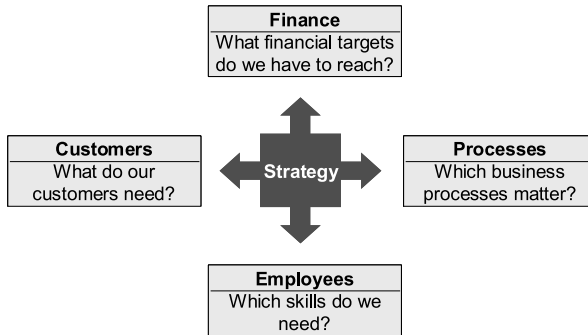 Finance
What financial targets
do we have to reach?
Customers
What do our
customers need?
Strategy
Processes
Which business
processes matter?
Employees
Which skills do we
need?